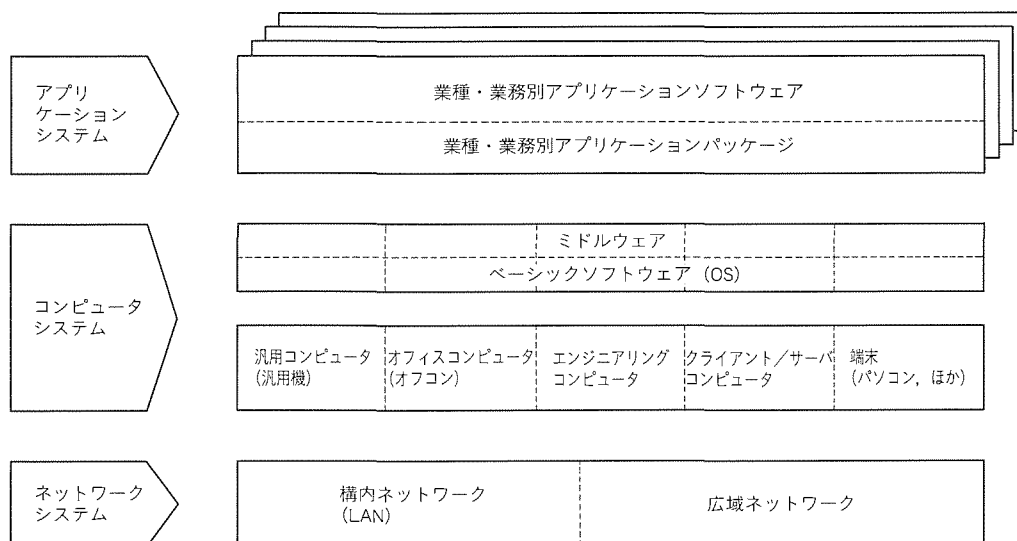 アプリ
ケーション
システム
業種・業務別アプリケーションソフトウェア
業種・業務別アプリケーションパッケージ
コンピュータ
システム
ミドルウェア
ベーシックソフトウェア (OS)
汎用コンピュータ
(汎用機)
オフィスコンピュータ
(オフコン)
エンジニアリング
コンピュータ
クライアント/サーバ
コンピュータ
端末
(パソコン, ほか)
ネットワーク
システム
構内ネットワーク
(LAN)
広域ネットワーク